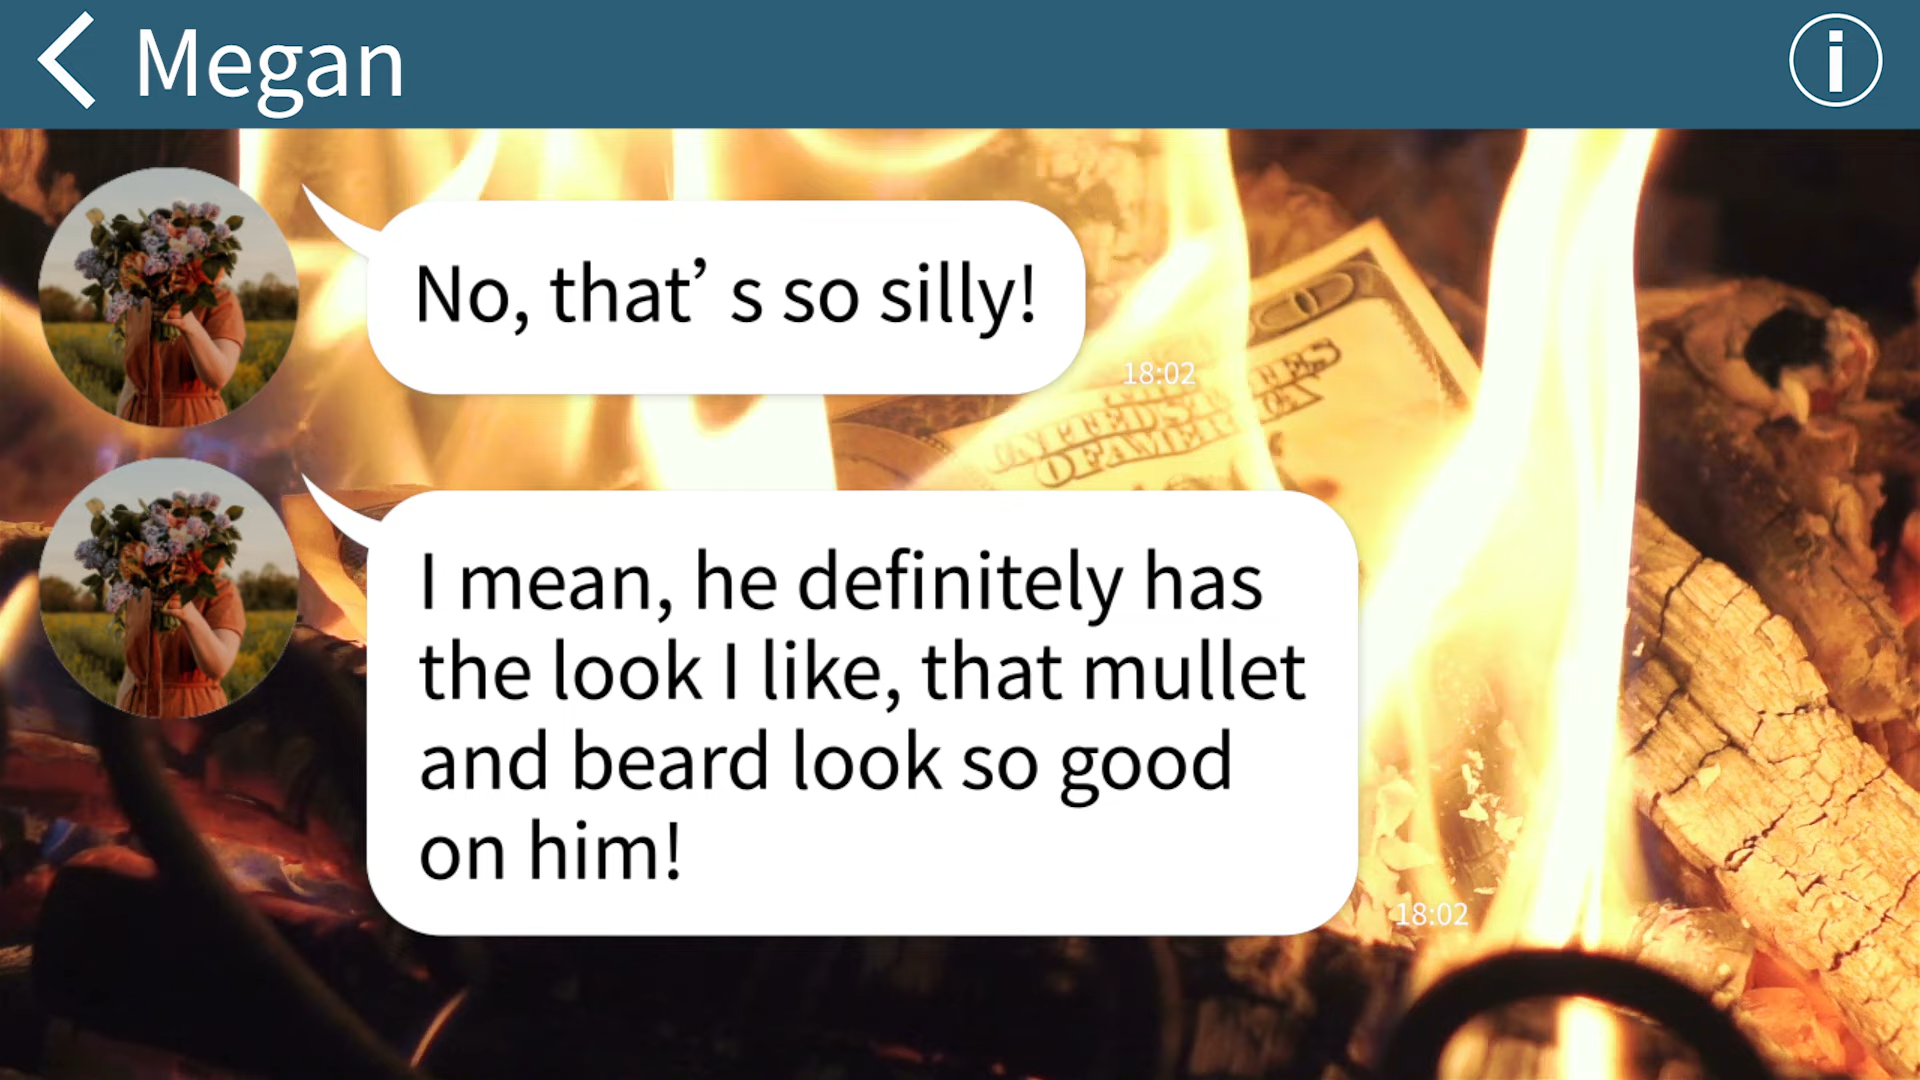 Megan
No, that’s so silly!
18:02
I mean, he definitely has
the look I like, that mullet
and beard look so good
on him!
18:02